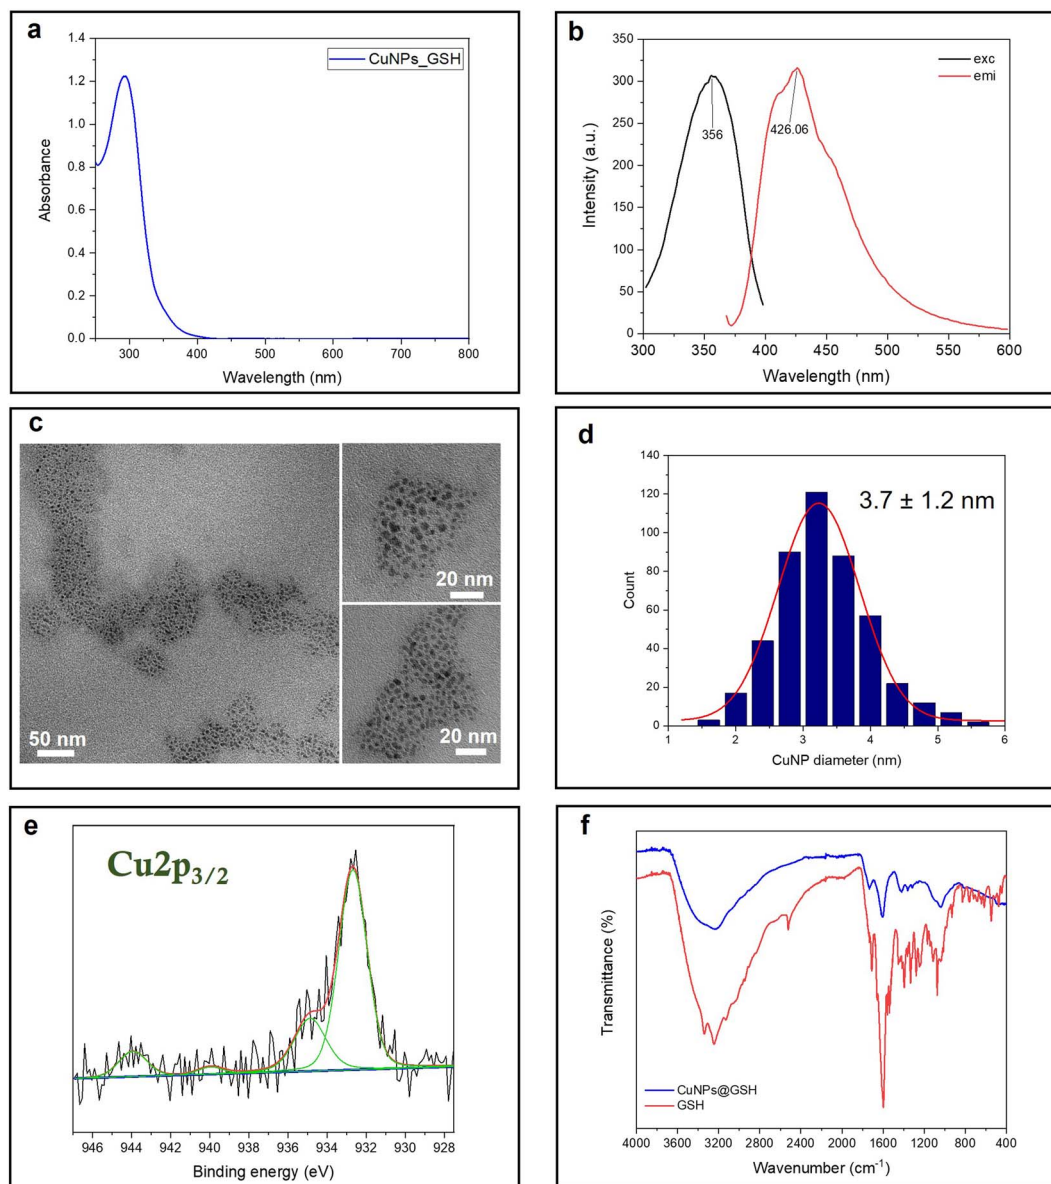 a
1.4
1.2
1.0
0.8
0.6
0.4
0.2
0.0
Absorbance
CuNPs_GSH
300 400 500 600 700 800
Wavelength (nm)
b
350
300
250
200
150
100
50
0
Intensity (a.u.)
exc
emi
356
426.06
300 350 400 450 500 550 600
Wavelength (nm)
c
50 nm
20 nm
20 nm
d
140
120
100
80
60
40
20
0
Count
3.7 ± 1.2 nm
1 2 3 4 5 6
CuNP diameter (nm)
e
Cu2p3/2
946 944 942 940 938 936 934 932 930 928
Binding energy (eV)
f
Transmittance (%)
CuNPs@GSH
GSH
4000 3600 3200 2800 2400 2000 1600 1200 800 400
Wavenumber (cm-1)